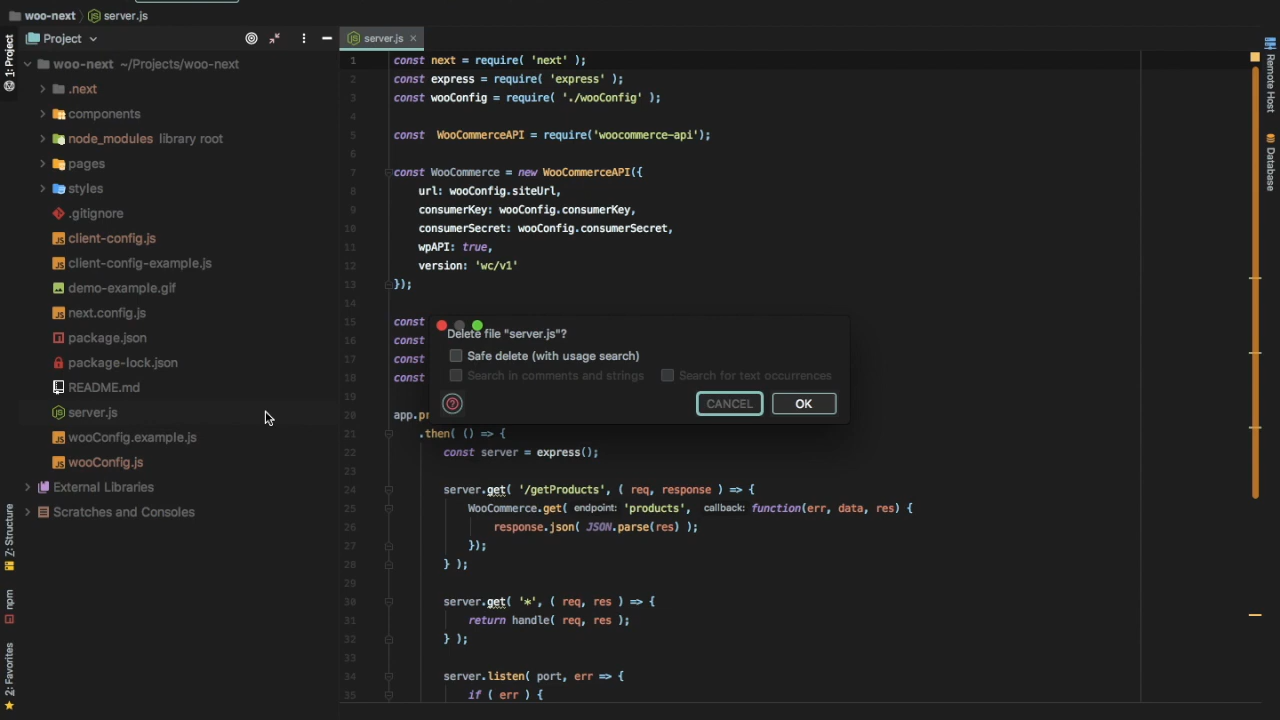 woo-next
server.js
Project
server.js
1: Project
woo-next ~/Projects/woo-next
.next
components
node_modules library root
pages
styles
.gitignore
client-config.js
client-config-example.js
demo-example.gif
next.config.js
package.json
package-lock.json
README.md
server.js
wooConfig.example.js
wooConfig.js
External Libraries
Scratches and Consoles
Z: Structure
npm
2: Favorites
1 const next = require( 'next' );
2 const express = require( 'express' );
3 const wooConfig = require( './wooConfig' );
4
5 const WooCommerceAPI = require('woocommerce-api');
6
7 const WooCommerce = new WooCommerceAPI({
8 url: wooConfig.siteUrl,
9 consumerKey: wooConfig.consumerKey,
10 consumerSecret: wooConfig.consumerSecret,
11 wpAPI: true,
12 version: 'wc/v1'
13 });
14
15 const
16 const
17 const
18 const
19
20 app.pr
21 .then( () => {
22 const server = express();
23
24 server.get( '/getProducts', ( req, response ) => {
25 WooCommerce.get( endpoint: 'products', callback: function(err, data, res) {
26 response.json( JSON.parse(res) );
27 });
28 } );
29
30 server.get( '*', ( req, res ) => {
31 return handle( req, res );
32 } );
33
34 server.listen( port, err => {
35 if ( err ) {
Delete file "server.js"?
Safe delete (with usage search)
Search in comments and strings
Search for text occurrences
?
CANCEL
OK
Remote Host
Database